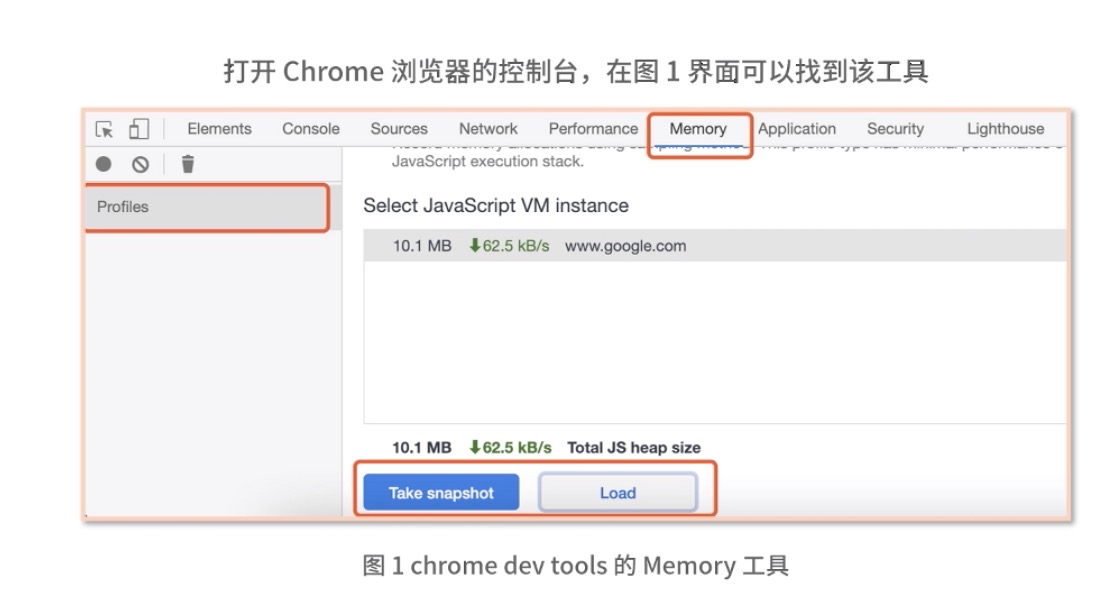 打开 Chrome 浏览器的控制台，在图 1 界面可以找到该工具
Elements Console Sources Network Performance Memory Application Security Lighthouse
JavaScript execution stack.
Profiles
Select JavaScript VM instance
10.1 MB 62.5 kB/s www.google.com
10.1 MB 62.5 kB/s Total JS heap size
Take snapshot Load
图 1 chrome dev tools 的 Memory 工具